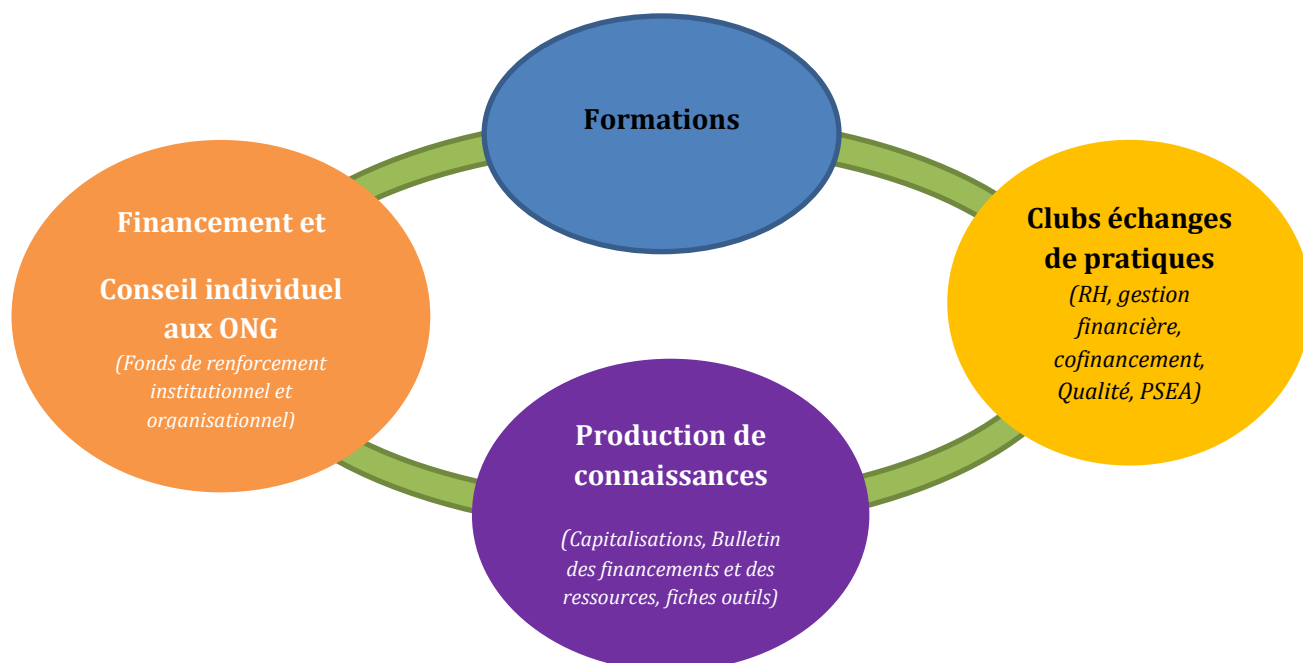 Formations
Financement et
Conseil individuel
aux ONG
(Fonds de renforcement
institutionnel et
organisationnel)
Clubs échanges
de pratiques
(RH, gestion
financière,
cofinancement,
Qualité, PSEA)
Production de
connaissances
(Capitalisations, Bulletin
des financements et des
ressources, fiches outils)